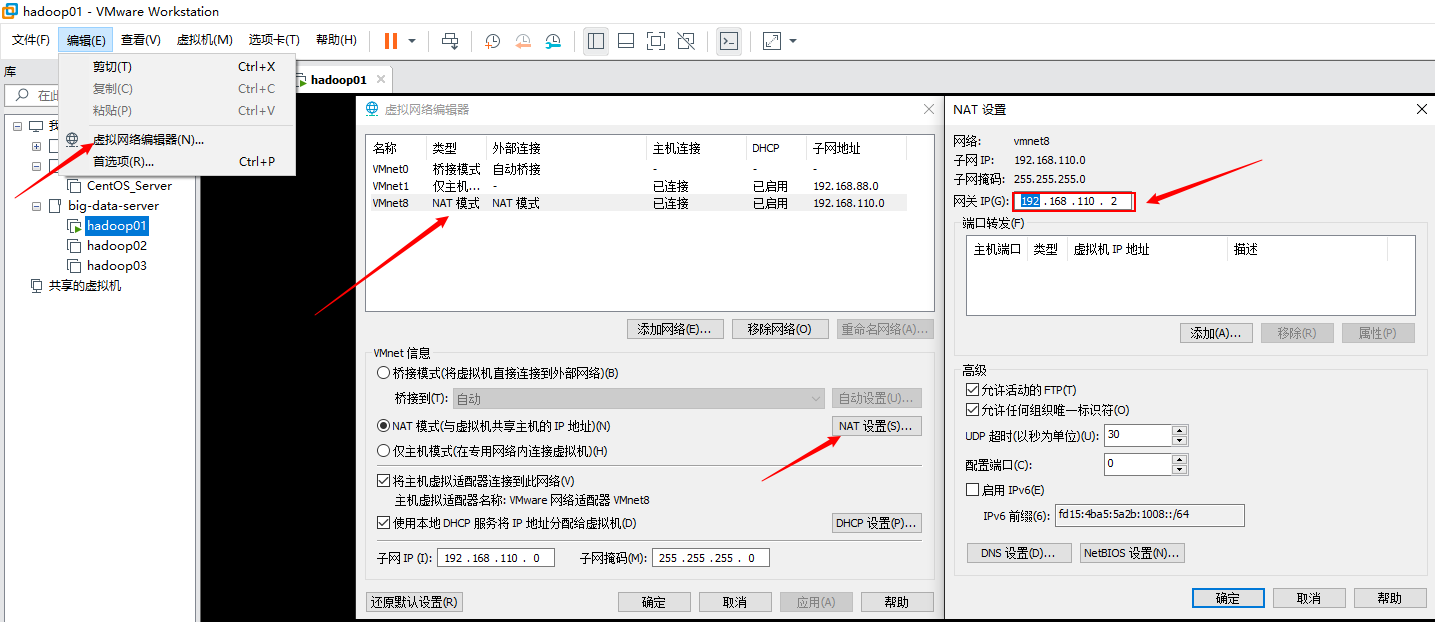 hadoop01 - VMware Workstation
文件(F) 编辑(E) 查看(V) 虚拟机(M) 选项卡(T) 帮助(H)
剪切(T) Ctrl+X
复制(C) Ctrl+C
粘贴(P) Ctrl+V
虚拟网络编辑器(N)...
首选项(R)... Ctrl+P
库
在此
我
CentOS_Server
big-data-server
hadoop01
hadoop02
hadoop03
共享的虚拟机
hadoop01
虚拟网络编辑器
名称 类型 外部连接 主机连接 DHCP 子网地址
VMnet0 桥接模式 自动桥接 - - -
VMnet1 仅主机... - 已连接 已启用 192.168.88.0
VMnet8 NAT 模式 NAT 模式 已连接 已启用 192.168.110.0
添加网络(E)... 移除网络(O) 重命名网络(A)...
VMnet 信息
桥接模式(将虚拟机直接连接到外部网络)(B)
桥接到(T): 自动 自动设置(U)...
NAT 模式(与虚拟机共享主机的 IP 地址)(N) NAT 设置(S)...
仅主机模式(在专用网络内连接虚拟机)(H)
将主机虚拟适配器连接到此网络(V)
主机虚拟适配器名称: VMware 网络适配器 VMnet8
使用本地 DHCP 服务将 IP 地址分配给虚拟机(D) DHCP 设置(P)...
子网 IP (I): 192 . 168 . 110 . 0 子网掩码(M): 255 . 255 . 255 . 0
还原默认设置(R) 确定 取消 应用(A) 帮助
NAT 设置
网络: vmnet8
子网 IP: 192.168.110.0
子网掩码: 255.255.255.0
网关 IP(G): 192 . 168 . 110 . 2
端口转发(F)
主机端口 类型 虚拟机 IP 地址 描述
添加(A)... 移除(R) 属性(P)
高级
允许活动的 FTP(T)
允许任何组织唯一标识符(O)
UDP 超时(以秒为单位)(U): 30
配置端口(C): 0
启用 IPv6(E)
IPv6 前缀(6): fd15:4ba5:5a2b:1008::/64
DNS 设置(D)... NetBIOS 设置(N)...
确定 取消 帮助